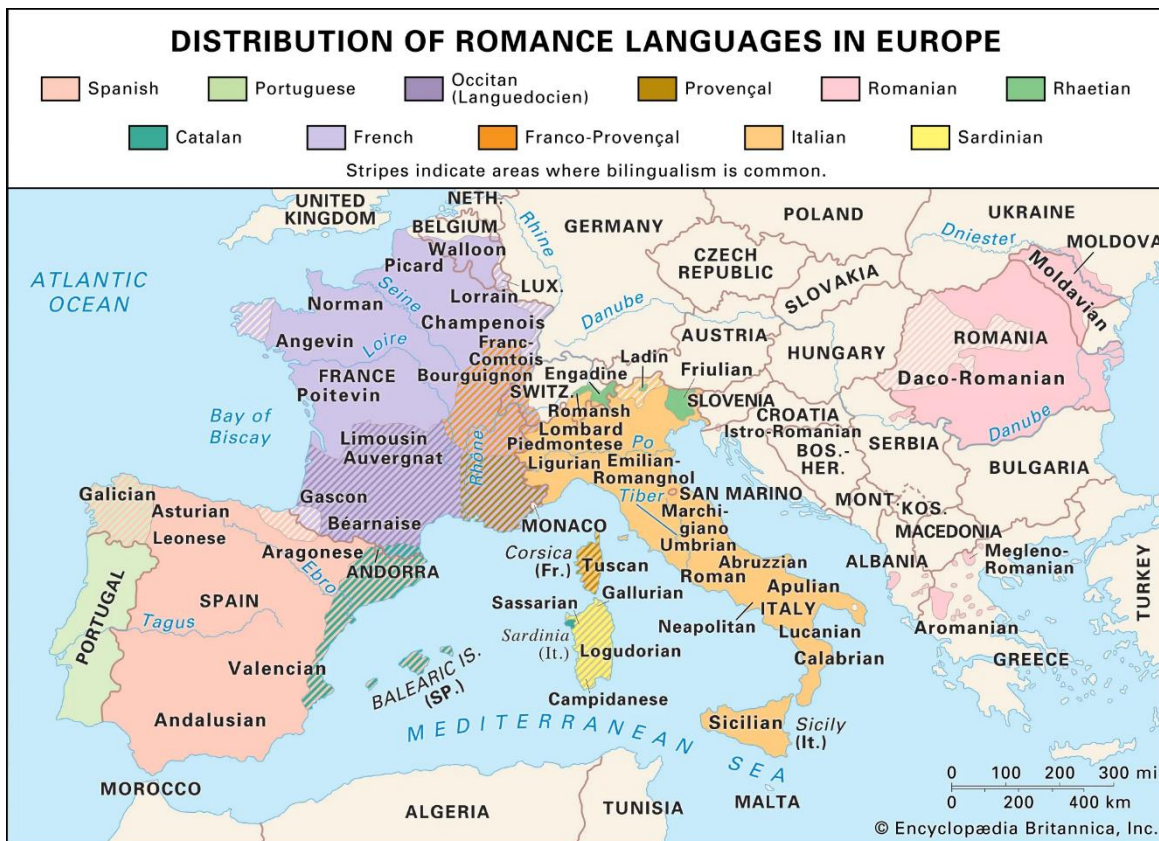 DISTRIBUTION OF ROMANCE LANGUAGES IN EUROPE
Spanish
Portuguese
Occitan
(Languedocien)
Provençal
Romanian
Rhaetian
Catalan
French
Franco-Provençal
Italian
Sardinian
Stripes indicate areas where bilingualism is common.
UNITED
KINGDOM
NETH.
BELGIUM
Walloon
Picard
Rhine
GERMANY
POLAND
UKRAINE
Dniester
MOLDOVA
Moldavian
CZECH
REPUBLIC
SLOVAKIA
LUX.
Lorrain
ATLANTIC
OCEAN
Norman
Seine
Champenois
Danube
AUSTRIA
HUNGARY
ROMANIA
Daco-Romanian
Danube
Angevin
Loire
Franc-
Comtois
Bourguignon
FRANCE
Poitevin
SWITZ.
Engadine
Ladin
Friulian
Romansh
SLOVENIA
CROATIA
Istro-Romanian
BOS.-
HER.
SERBIA
BULGARIA
Bay of
Biscay
Limousin
Auvergnat
Rhône
Lombard
Piedmontese
Po
Ligurian
Emilian-
Romangnol
Tiber
SAN MARINO
Marchi-
giano
Umbrian
MONT.
KOS.
MACEDONIA
ALBANIA
Megleno-
Romanian
TURKEY
Galician
Asturian
Leonese
Gascon
Béarnaise
MONACO
Aragonese
ANDORRA
Ebro
Corsica
(Fr.)
Tuscan
Roman
Abruzzian
Apulian
ITALY
Aromanian
GREECE
PORTUGAL
SPAIN
Tagus
Sassarian
Gallurian
Neapolitan
Lucanian
Calabrian
Sardinia
(It.)
Logudorian
Valencian
BALEARIC IS.
(SP.)
Campidanese
Andalusian
MEDITERRANEAN SEA
Sicilian
Sicily
(It.)
MOROCCO
ALGERIA
TUNISIA
MALTA
0 100 200 300 mi
0 200 400 km
© Encyclopædia Britannica, Inc.